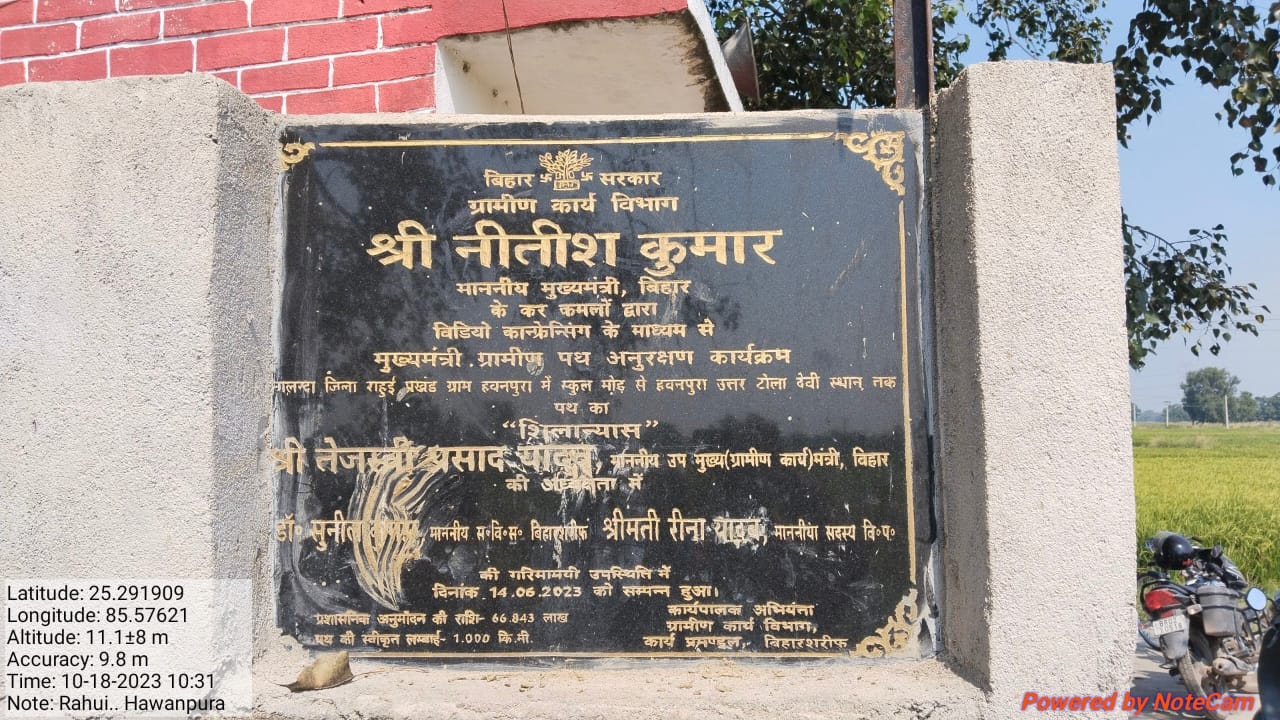 बिहार सरकार
ग्रामीण कार्य विभाग
श्री नीतीश कुमार
माननीय मुख्यमंत्री, बिहार
के कर कमलों द्वारा
विडियो कान्फ्रेन्सिंग के माध्यम से
मुख्यमंत्री ग्रामीण पथ अनुरक्षण कार्यक्रम
नालन्दा जिला राहुई प्रखंड ग्राम हवनपुरा में स्कुल मोड़ से हवनपुरा उत्तर टोला देवी स्थान तक
पथ का
“शिलान्यास”
श्री तेजस्वी प्रसाद यादव, माननीय उप मुख्य(ग्रामीण कार्य)मंत्री, विहार
की अध्यक्षता में
डॉ० सुनील कुमार, माननीय स०वि०स० बिहारशरीफ श्रीमती रीना यादव, माननीया सदस्य वि०प०
की गरिमामयी उपस्थिति में
दिनांक 14.06.2023 को सम्पन्न हुआ।
प्रशासनिक अनुमोदन की राशि- 66.843 लाख
पथ की स्वीकृत लम्बाई- 1.000 कि.मी.
कार्यपालक अभियंता
ग्रामीण कार्य विभाग,
कार्य प्रमण्डल, बिहारशरीफ
Latitude: 25.291909
Longitude: 85.57621
Altitude: 11.1±8 m
Accuracy: 9.8 m
Time: 10-18-2023 10:31
Note: Rahui.. Hawanpura
Powered by NoteCam